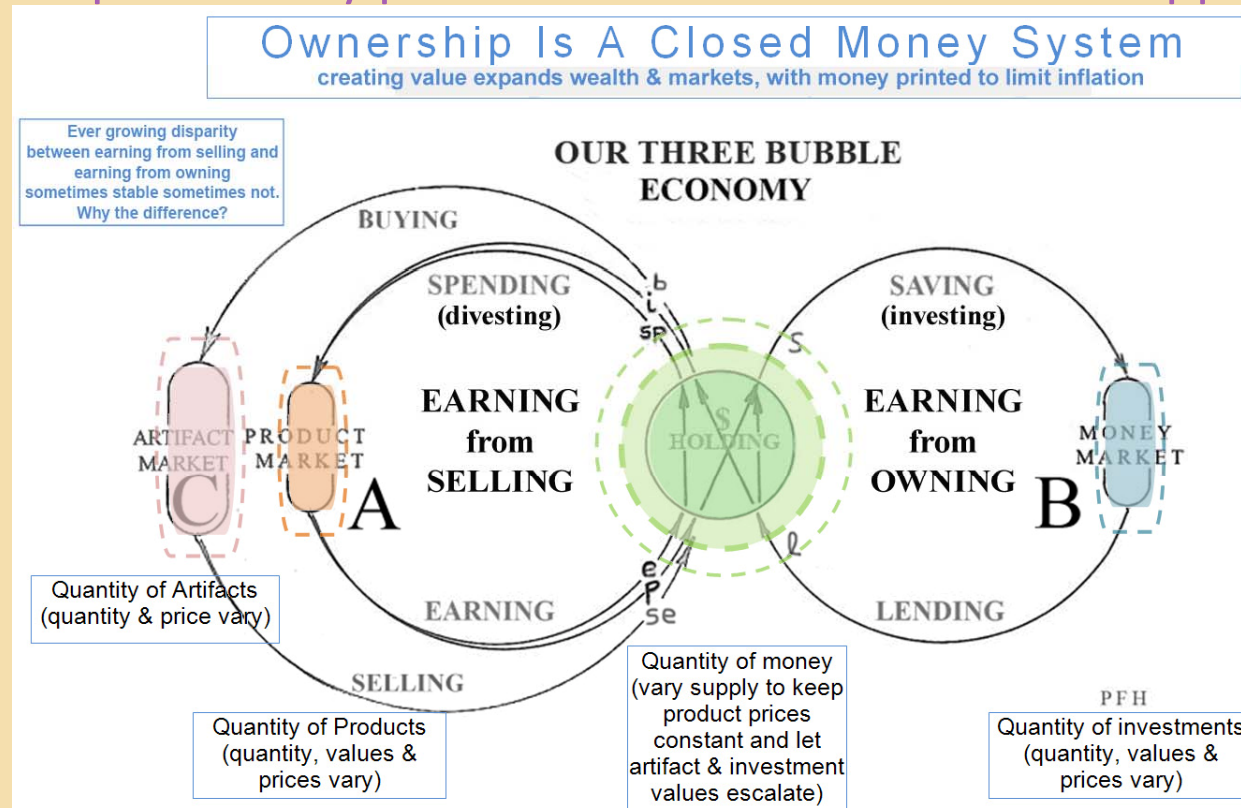 Ownership Is A Closed Money System
creating value expands wealth & markets, with money printed to limit inflation
Ever growing disparity
between earning from selling and
earning from owning
sometimes stable sometimes not.
Why the difference?
OUR THREE BUBBLE
ECONOMY
BUYING
SPENDING
(divesting)
b
i
sp
SAVING
(investing)
s
ARTIFACT
MARKET
C
PRODUCT
MARKET
A
EARNING
from
SELLING
$
HOLDING
EARNING
from
OWNING
MONEY
MARKET
B
e
p
se
l
EARNING
SELLING
LENDING
Quantity of Artifacts
(quantity & price vary)
Quantity of Products
(quantity, values &
prices vary)
Quantity of money
(vary supply to keep
product prices
constant and let
artifact & investment
values escalate)
PFH
Quantity of investments
(quantity, values &
prices vary)